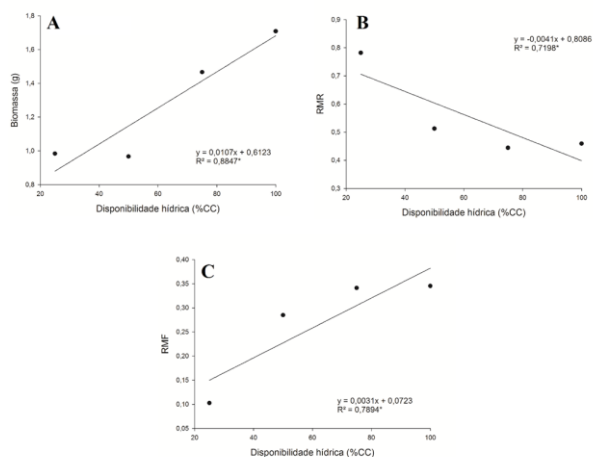 A
Biomassa (g)
1,8
1,6
1,4
1,2
1,0
0,8
y = 0,0107x + 0,6123
R² = 0,8847*
20 40 60 80 100
Disponibilidade hídrica (%CC)
B
RMR
0,9
0,8
0,7
0,6
0,5
0,4
0,3
y = -0,0041x + 0,8086
R² = 0,7198*
20 40 60 80 100
Disponibilidade hídrica (%CC)
C
RMF
0,40
0,35
0,30
0,25
0,20
0,15
0,10
0,05
y = 0,0031x + 0,0723
R² = 0,7894*
20 40 60 80 100
Disponibilidade hídrica (%CC)